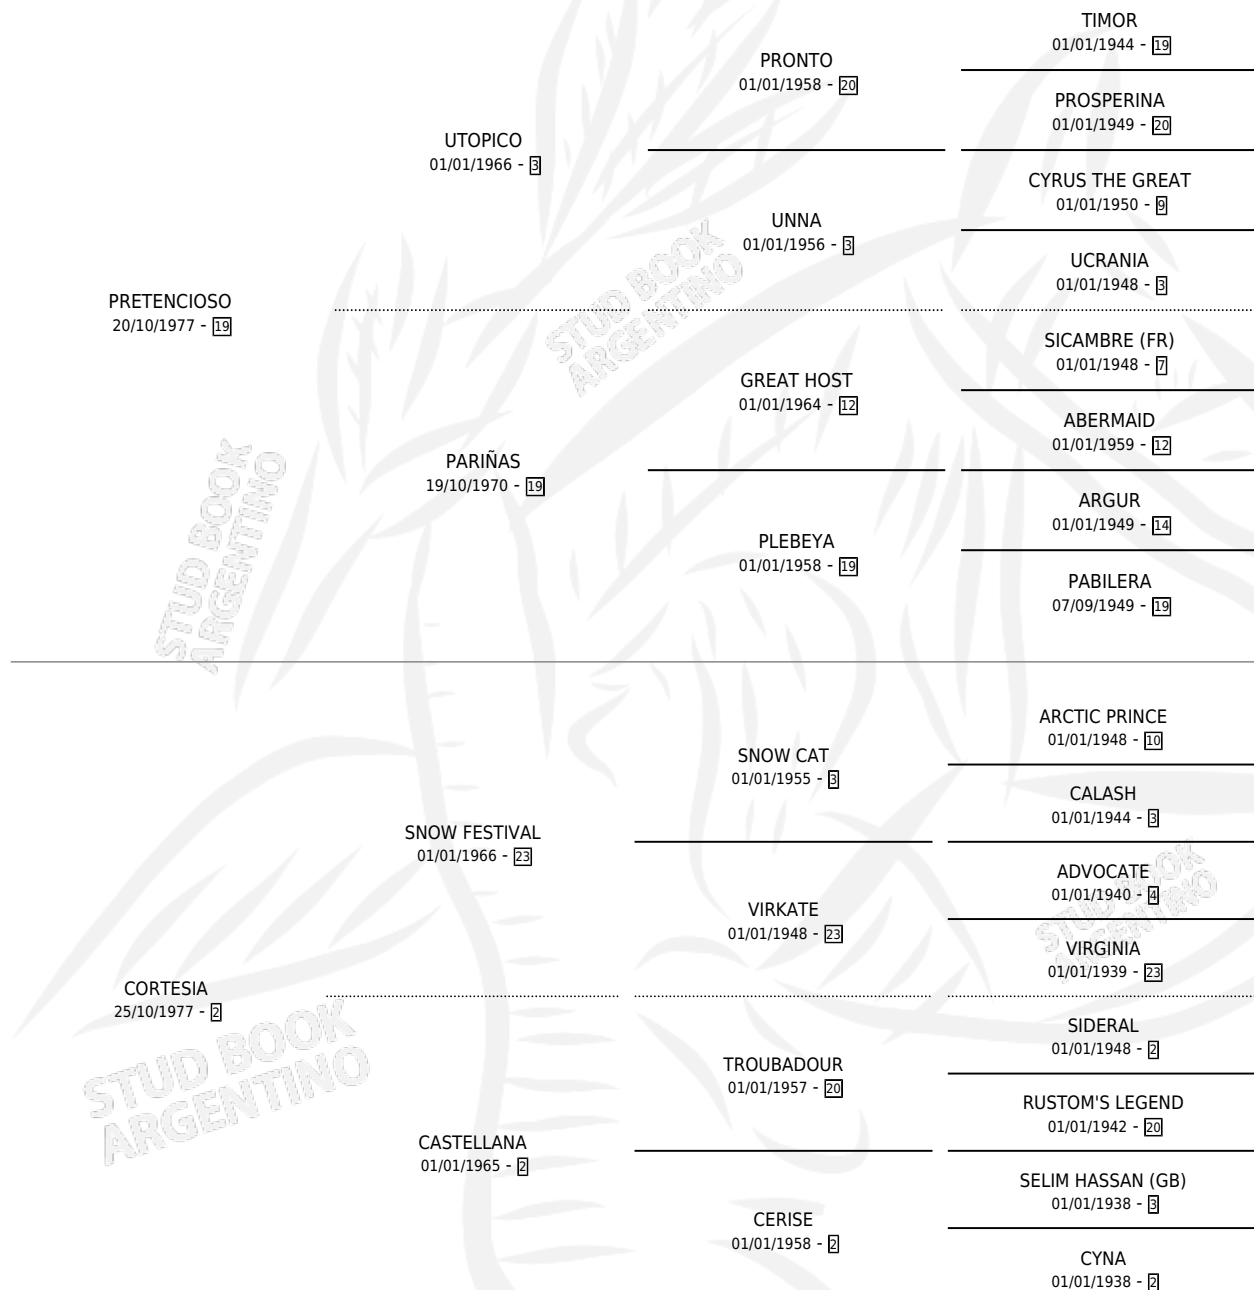 TIMOR
01/01/1944 - 19
PRONTO
01/01/1958 - 20
PROSPERINA
01/01/1949 - 20
UTOPICO
01/01/1966 - 3
CYRUS THE GREAT
01/01/1950 - 9
UNNA
01/01/1956 - 3
UCRANIA
01/01/1948 - 3
PRETENCIOSO
20/10/1977 - 19
SICAMBRE (FR)
01/01/1948 - 7
GREAT HOST
01/01/1964 - 12
ABERMAID
01/01/1959 - 12
PARIÑAS
19/10/1970 - 19
ARGUR
01/01/1949 - 14
PLEBEYA
01/01/1958 - 19
PABILERA
07/09/1949 - 19
STUD BOOK
ARGENTINO
STUD BOOK
ARGENTINO
ARCTIC PRINCE
01/01/1948 - 10
SNOW CAT
01/01/1955 - 3
CALASH
01/01/1944 - 3
SNOW FESTIVAL
01/01/1966 - 23
ADVOCATE
01/01/1940 - 4
VIRKATE
01/01/1948 - 23
VIRGINIA
01/01/1939 - 23
CORTESIA
25/10/1977 - 2
SIDERAL
01/01/1948 - 2
TROUBADOUR
01/01/1957 - 20
RUSTOM'S LEGEND
01/01/1942 - 20
CASTELLANA
01/01/1965 - 2
SELIM HASSAN (GB)
01/01/1938 - 3
CERISE
01/01/1958 - 2
CYNA
01/01/1938 - 2
STUD BOOK
ARGENTINO
STUD BOOK
ARGENTINO